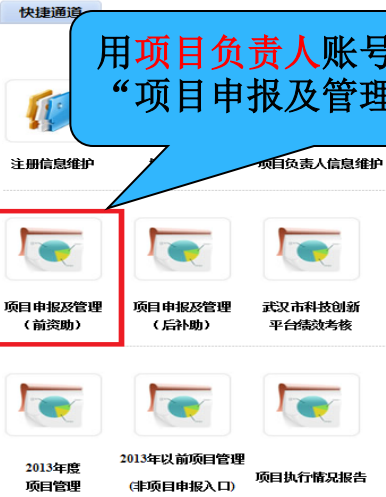 快捷通道
用项目负责人账号
“项目申报及管理
注册信息维护
项目负责人信息维护
项目申报及管理
（前资助）
项目申报及管理
（后补助）
武汉市科技创新
平台绩效考核
2013年度
项目管理
2013年以前项目管理
(非项目申报入口)
项目执行情况报告